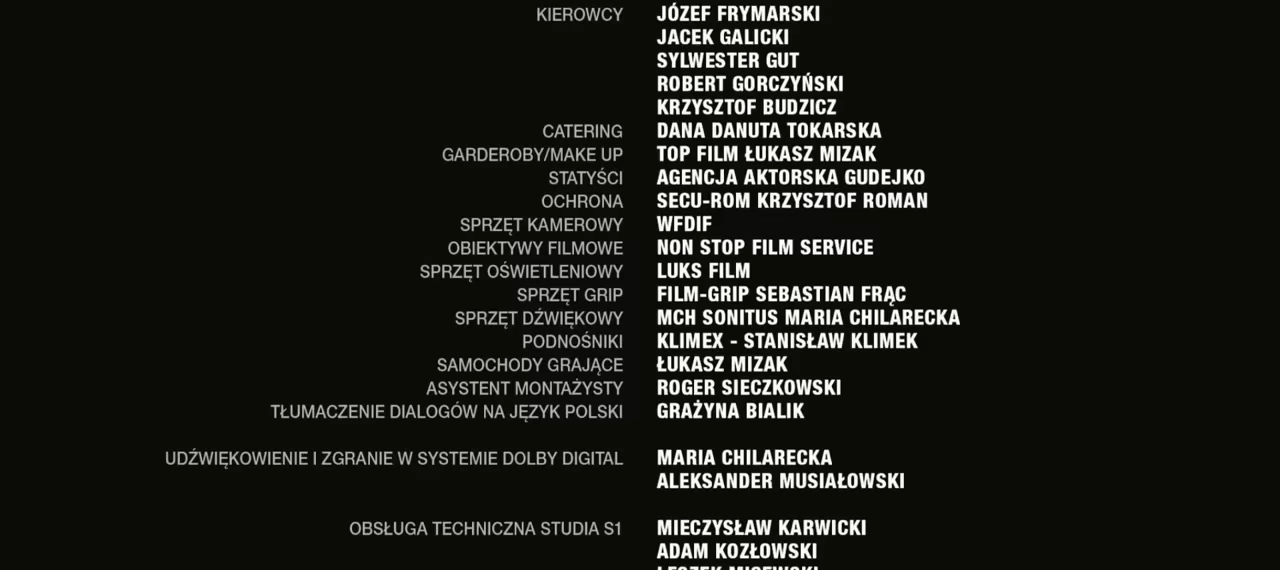 KIEROWCY JÓZEF FRYMARSKI
JACEK GALICKI
SYLWESTER GUT
ROBERT GORCZYŃSKI
KRZYSZTOF BUDZICZ
CATERING DANA DANUTA TOKARSKA
GARDEROBY/MAKE UP TOP FILM ŁUKASZ MIZAK
STATYŚCI AGENCJA AKTORSKA GUDEJKO
OCHRONA SECU-ROM KRZYSZTOF ROMAN
SPRZĘT KAMEROWY WFDIF
OBIEKTYWY FILMOWE NON STOP FILM SERVICE
SPRZĘT OŚWIETLENIOWY LUKS FILM
SPRZĘT GRIP FILM-GRIP SEBASTIAN FRĄC
SPRZĘT DŹWIĘKOWY MCH SONITUS MARIA CHILARECKA
PODNOŚNIKI KLIMEX - STANISŁAW KLIMEK
SAMOCHODY GRAJĄCE ŁUKASZ MIZAK
ASYSTENT MONTAŻYSTY ROGER SIECZKOWSKI
TŁUMACZENIE DIALOGÓW NA JĘZYK POLSKI GRAŻYNA BIALIK
UDŹWIĘKOWIENIE I ZGRANIE W SYSTEMIE DOLBY DIGITAL MARIA CHILARECKA
ALEKSANDER MUSIAŁOWSKI
OBSŁUGA TECHNICZNA STUDIA S1 MIECZYSŁAW KARWICKI
ADAM KOZŁOWSKI